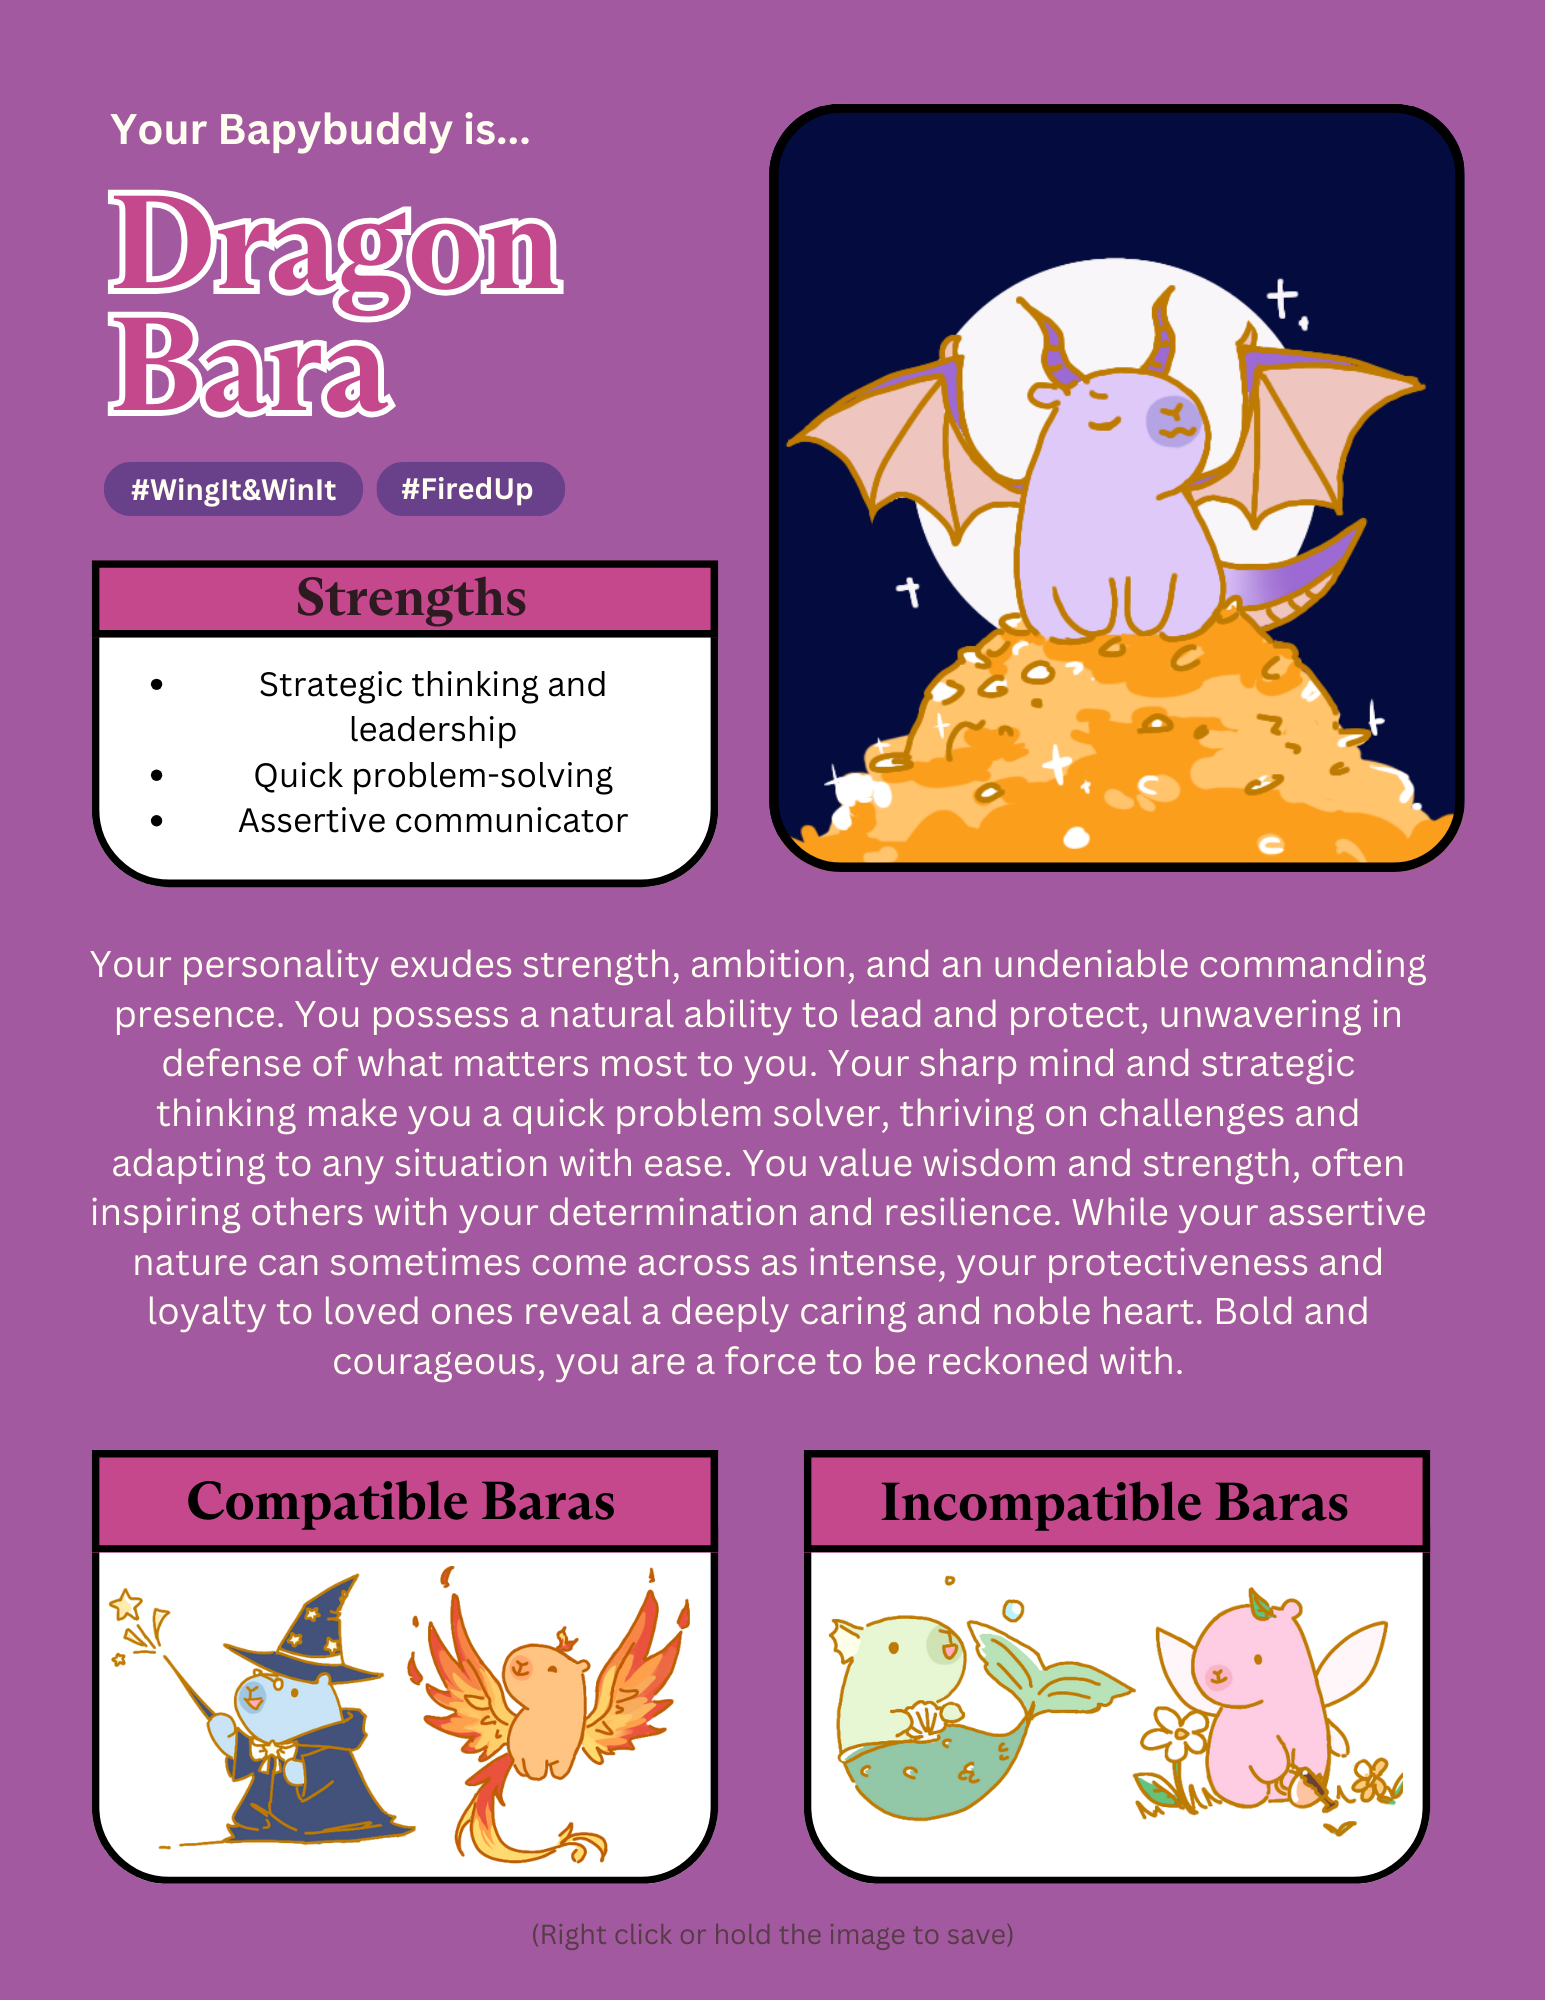 Your Bapybuddy is...
Dragon
Bara
#WingIt&WinIt #FiredUp
Strengths
• Strategic thinking and
leadership
• Quick problem-solving
• Assertive communicator
Your personality exudes strength, ambition, and an undeniable commanding
presence. You possess a natural ability to lead and protect, unwavering in
defense of what matters most to you. Your sharp mind and strategic
thinking make you a quick problem solver, thriving on challenges and
adapting to any situation with ease. You value wisdom and strength, often
inspiring others with your determination and resilience. While your assertive
nature can sometimes come across as intense, your protectiveness and
loyalty to loved ones reveal a deeply caring and noble heart. Bold and
courageous, you are a force to be reckoned with.
Compatible Baras
Incompatible Baras
(Right click or hold the image to save)